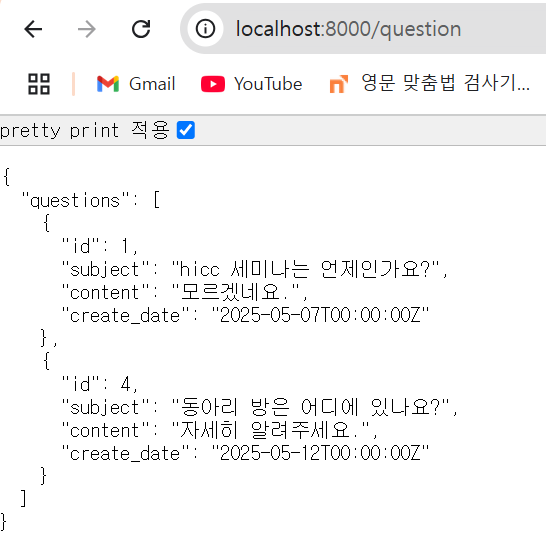 localhost:8000/question
Gmail YouTube 영문 맞춤법 검사기...
pretty print 적용
{
  "questions": [
    {
      "id": 1,
      "subject": "hicc 세미나는 언제인가요?",
      "content": "모르겠네요.",
      "create_date": "2025-05-07T00:00:00Z"
    },
    {
      "id": 4,
      "subject": "동아리 방은 어디에 있나요?",
      "content": "자세히 알려주세요.",
      "create_date": "2025-05-12T00:00:00Z"
    }
  ]
}